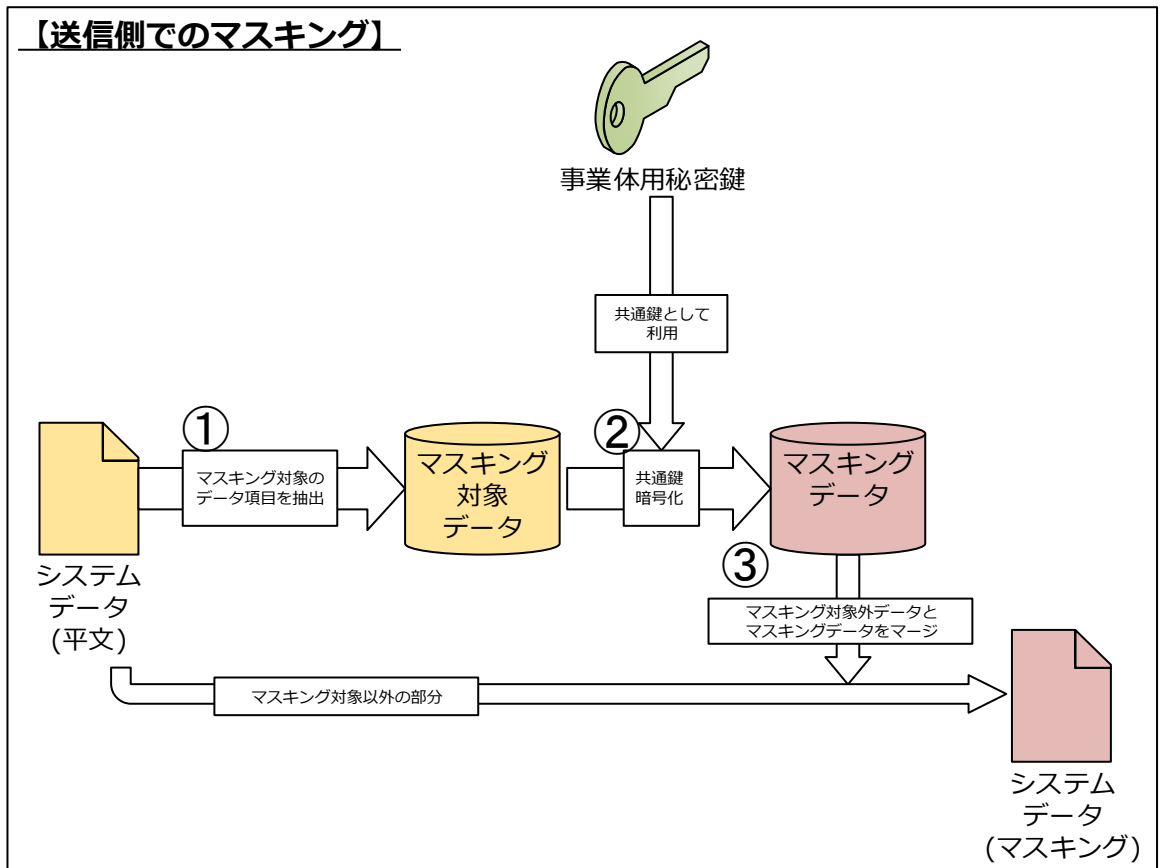 【送信側でのマスキング】
事業体用秘密鍵
共通鍵として
利用
①
マスキング対象の
データ項目を抽出
マスキング
対象
データ
②
共通鍵
暗号化
マスキング
データ
システム
データ
(平文)
③
マスキング対象外データと
マスキングデータをマージ
マスキング対象以外の部分
システム
データ
(マスキング)